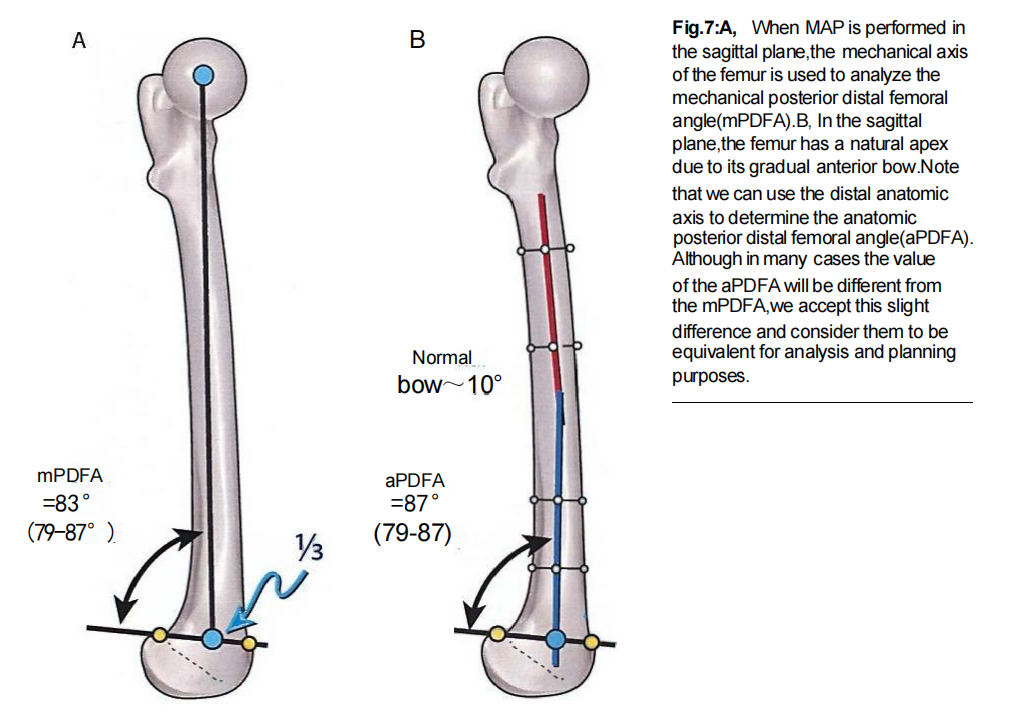 A
B
Fig.7:A, When MAP is performed in
the sagittal plane,the mechanical axis
of the femur is used to analyze the
mechanical posterior distal femoral
angle(mPDFA).B, In the sagittal
plane,the femur has a natural apex
due to its gradual anterior bow.Note
that we can use the distal anatomic
axis to determine the anatomic
posterior distal femoral angle(aPDFA).
Although in many cases the value
of the aPDFA will be different from
the mPDFA,we accept this slight
difference and consider them to be
equivalent for analysis and planning
purposes.
Normal
bow～10°
mPDFA
=83°
(79–87° )
1/3
aPDFA
=87°
(79-87)